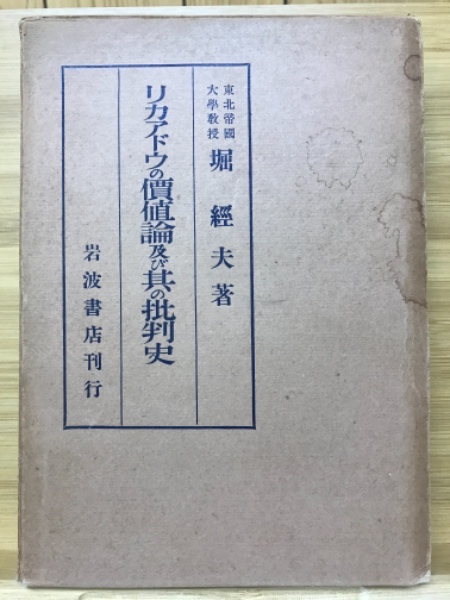 東北帝國
大學敎授
堀經夫著
リカアドウの價値論及び其の批判史
岩波書店刊行